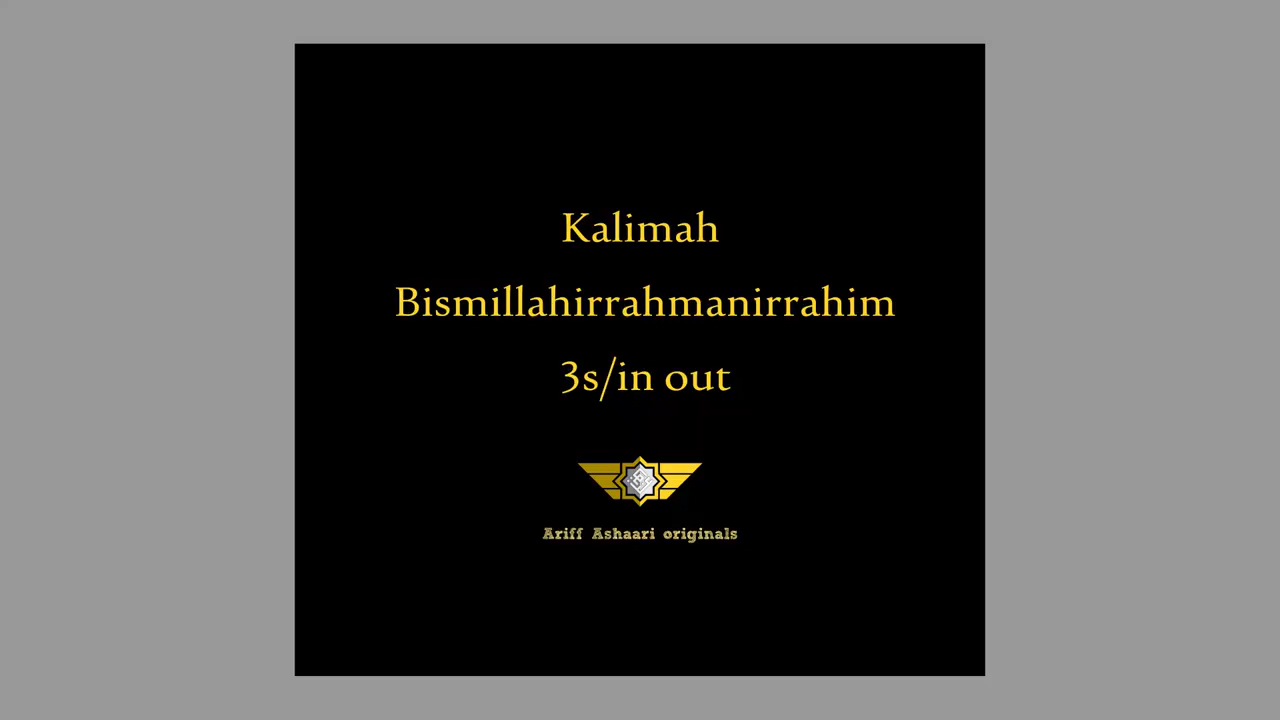 Kalimah
Bismillahirrahmanirrahim
3s/in out
Ariff Ashaari originals